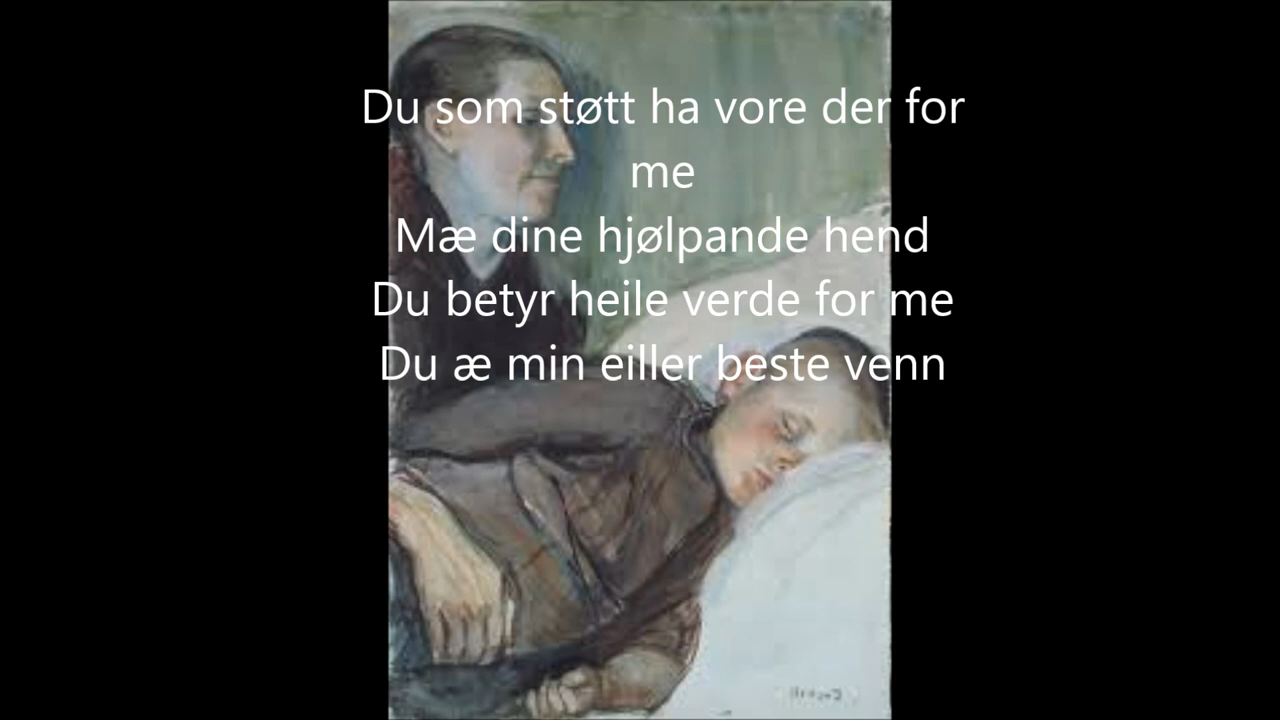 Du som støtt ha vore der for
me
Mæ dine hjølpande hend
Du betyr heile verde for me
Du æ min eiller beste venn